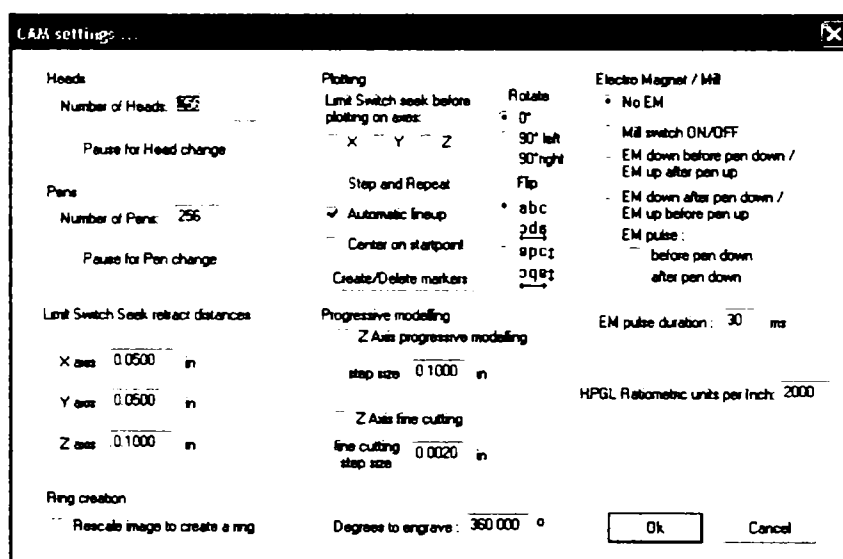 CAM settings ...
Heads
Number of Heads:
Pause for Head change
Pens
Number of Pens: 256
Pause for Pen change
Limit Switch Seek retract distances
X axis 0.0500 in
Y axis 0.0500 in
Z axis 0.1000 in
Ring creation
Rescale image to create a ring
Plotting
Limit Switch seek before
plotting on axes:
X Y Z
Step and Repeat
Automatic lineup
Center on startpoint
Create/Delete markers
Rotate
0°
90° left
90° right
Flip
abc
Progressive modelling
Z Axis progressive modelling
step size 0.1000 in
Z Axis fine cutting
fine cutting
step size 0.0020 in
Degrees to engrave : 360.000 °
Electro Magnet / Mill
No EM
Mill switch ON/OFF
EM down before pen down /
EM up after pen up
EM down after pen down /
EM up before pen up
EM pulse :
before pen down
after pen down
EM pulse duration : 30 ms
HPGL Ratiometric units per Inch: 2000
Ok
Cancel